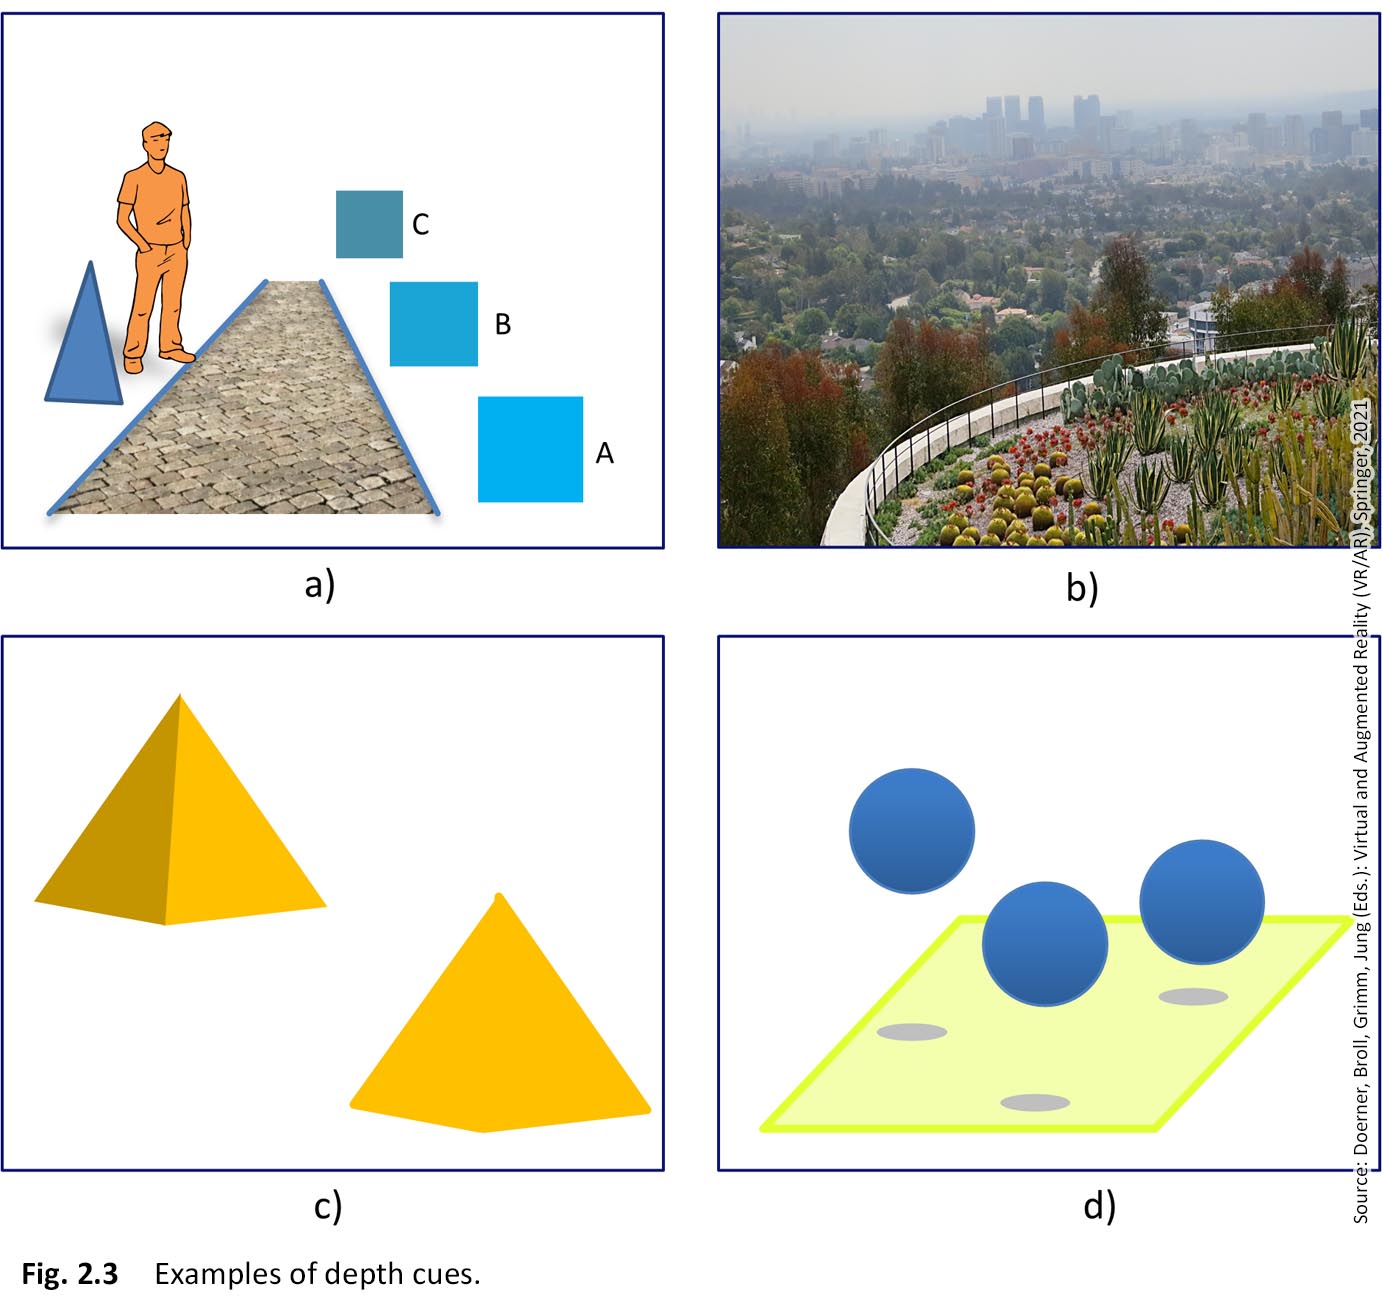 C
B
A
a)
b)
c)
d)
Source: Doerner, Broll, Grimm, Jung (Eds.): Virtual and Augmented Reality (VR/AR), Springer, 2021
Fig. 2.3 Examples of depth cues.